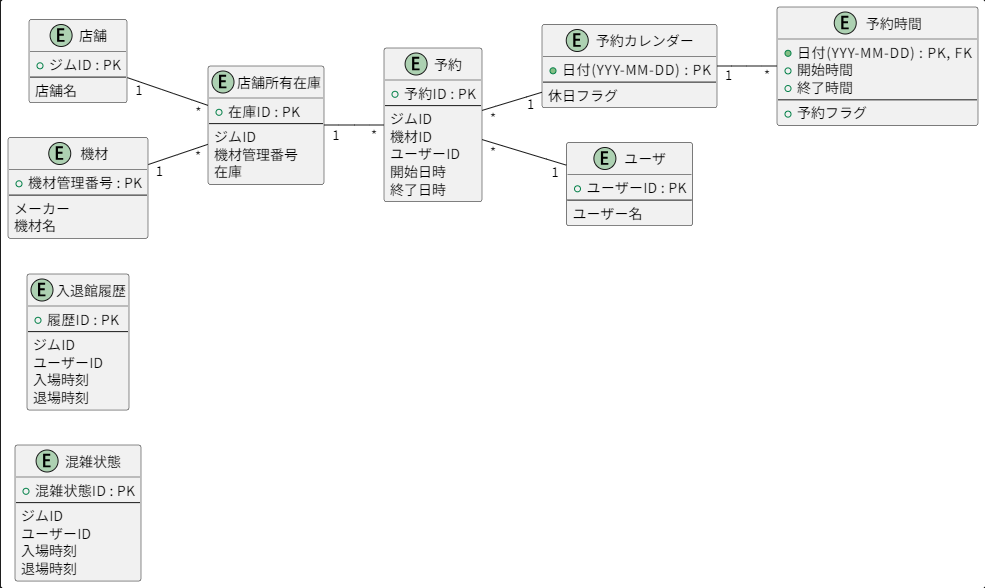 E 店舗
ジムID : PK
店舗名
E 機材
機材管理番号 : PK
メーカー
機材名
1
*
1
*
E 店舗所有在庫
在庫ID : PK
ジムID
機材管理番号
在庫
1
*
E 予約
予約ID : PK
ジムID
機材ID
ユーザーID
開始日時
終了日時
1
*
*
1
E 予約カレンダー
日付(YYY-MM-DD) : PK
休日フラグ
1
*
E 予約時間
日付(YYY-MM-DD) : PK, FK
開始時間
終了時間
予約フラグ
E ユーザ
ユーザーID : PK
ユーザー名
E 入退館履歴
履歴ID : PK
ジムID
ユーザーID
入場時刻
退場時刻
E 混雑状態
混雑状態ID : PK
ジムID
ユーザーID
入場時刻
退場時刻